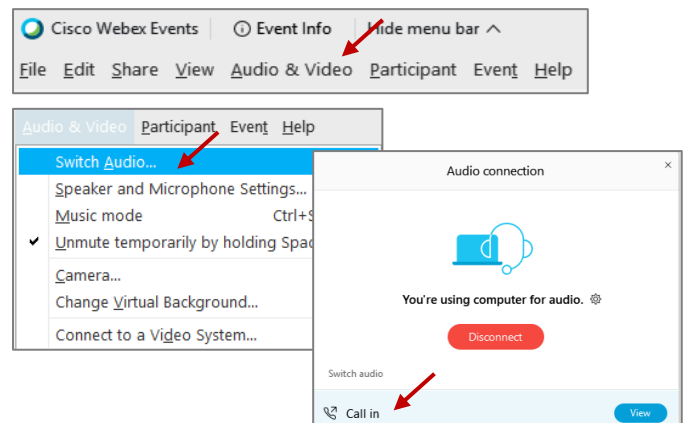 Cisco Webex Events Event Info Hide menu bar
File Edit Share View Audio & Video Participant Event Help
Audio & Video Participant Event Help
Switch Audio...
Speaker and Microphone Settings...
Music mode Ctrl+S
Unmute temporarily by holding Spac
Camera...
Change Virtual Background...
Connect to a Video System...
Audio connection
You're using computer for audio.
Disconnect
Switch audio
Call in View